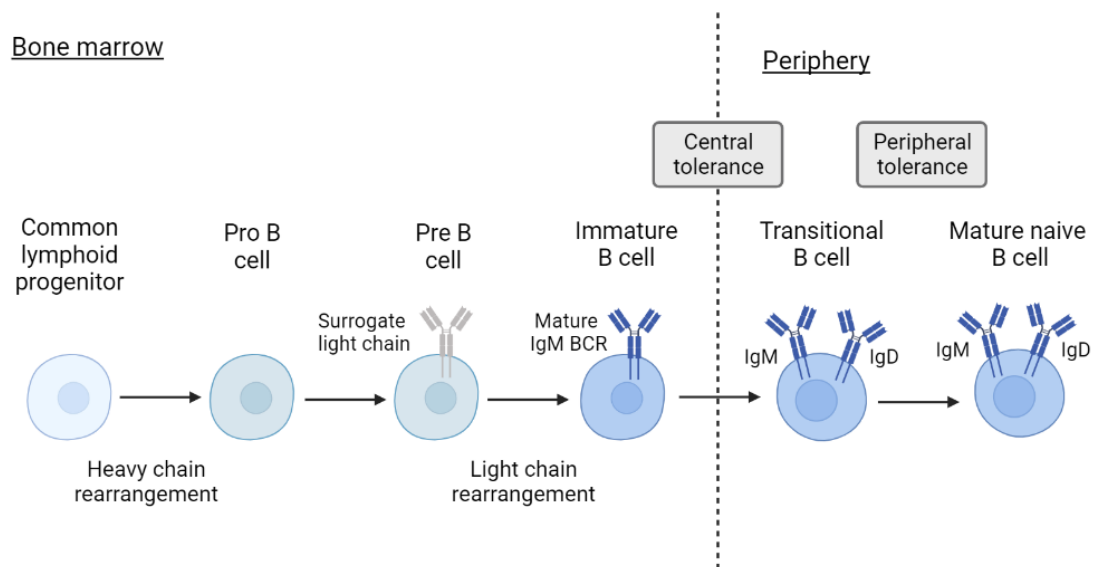 Bone marrow
Periphery
Central
tolerance
Peripheral
tolerance
Common
lymphoid
progenitor
Pro B
cell
Pre B
cell
Immature
B cell
Transitional
B cell
Mature naive
B cell
Surrogate
light chain
Mature
IgM BCR
IgM
IgD
IgM
IgD
Heavy chain
rearrangement
Light chain
rearrangement